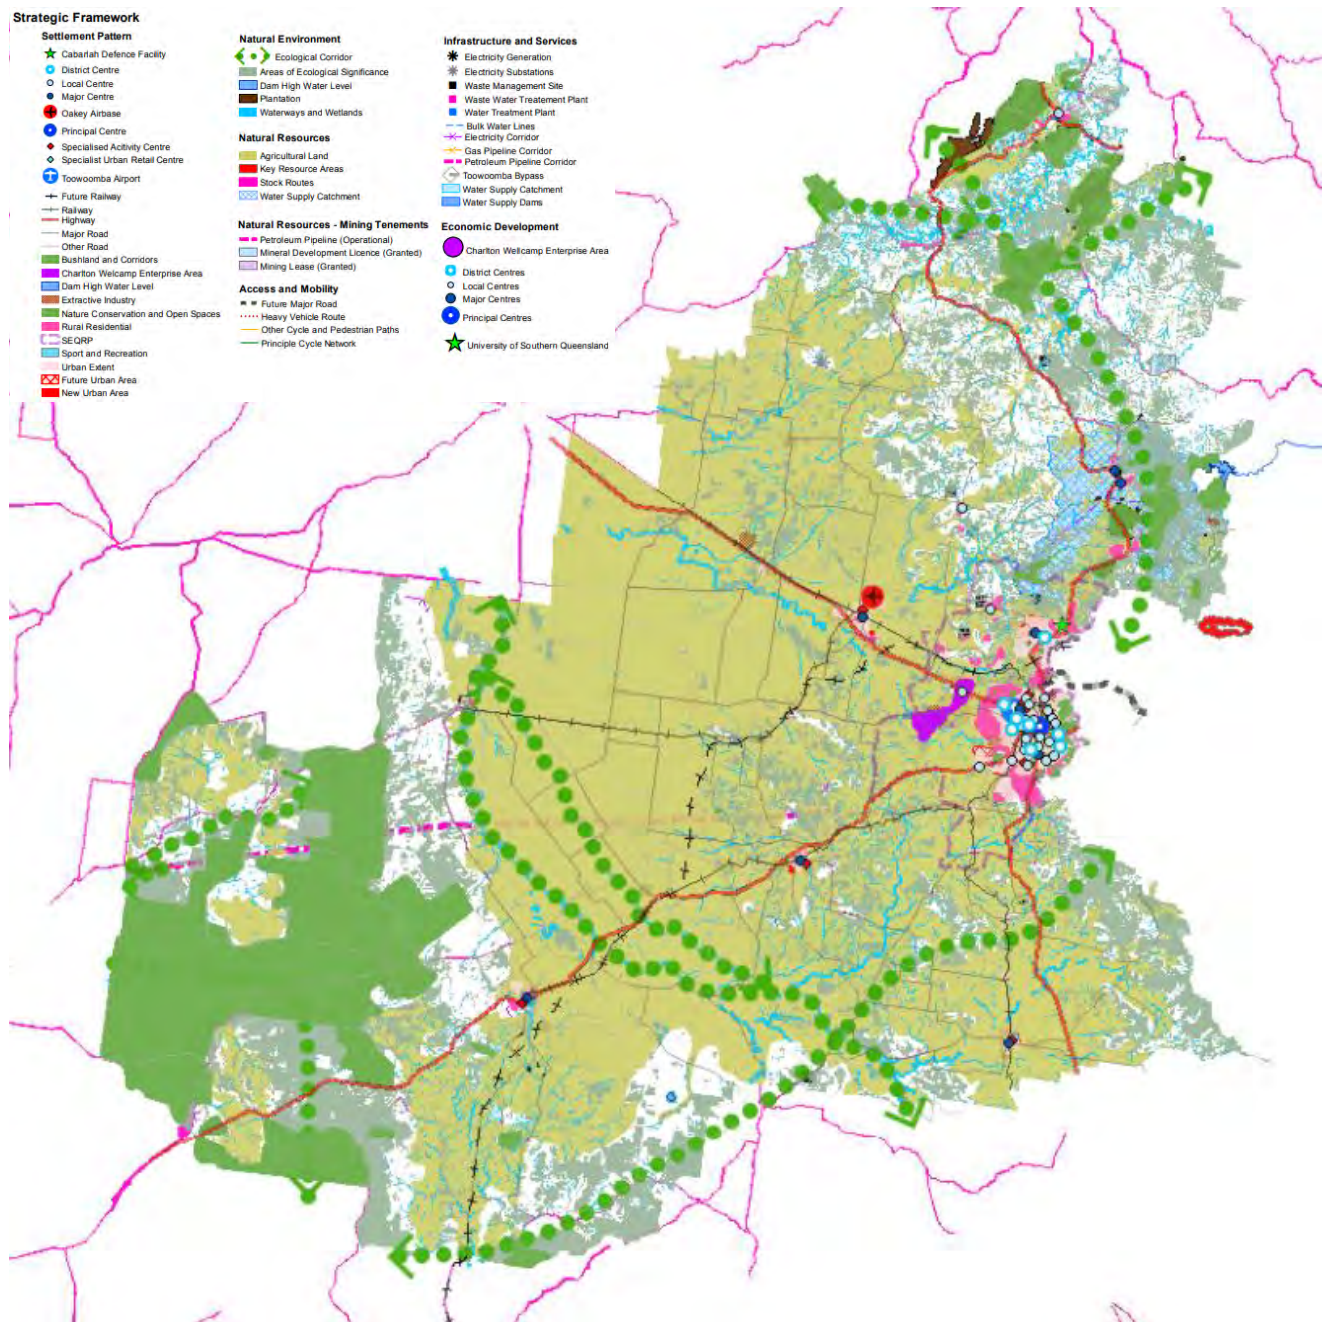 Strategic Framework
Settlement Pattern
Cabarlah Defence Facility
District Centre
Local Centre
Major Centre
Oakey Airbase
Principal Centre
Specialised Acitivity Centre
Specialist Urban Retail Centre
Toowoomba Airport
Future Railway
Railway
Highway
Major Road
Other Road
Bushland and Corridors
Charlton Welcamp Enterprise Area
Dam High Water Level
Extractive Industry
Nature Conservation and Open Spaces
Rural Residential
SEQRP
Sport and Recreation
Urban Extent
Future Urban Area
New Urban Area
Natural Environment
Ecological Corridor
Areas of Ecological Significance
Dam High Water Level
Plantation
Waterways and Wetlands
Natural Resources
Agricultural Land
Key Resource Areas
Stock Routes
Water Supply Catchment
Natural Resources - Mining Tenements
Petroleum Pipeline (Operational)
Mineral Development Licence (Granted)
Mining Lease (Granted)
Access and Mobility
Future Major Road
Heavy Vehicle Route
Other Cycle and Pedestrian Paths
Principle Cycle Network
Infrastructure and Services
Electricity Generation
Electricity Substations
Waste Management Site
Waste Water Treatement Plant
Water Treatment Plant
Bulk Water Lines
Electricity Corridor
Gas Pipeline Corridor
Petroleum Pipeline Corridor
Toowoomba Bypass
Water Supply Catchment
Water Supply Dams
Economic Development
Charlton Wellcamp Enterprise Area
District Centres
Local Centres
Major Centres
Principal Centres
University of Southern Queensland